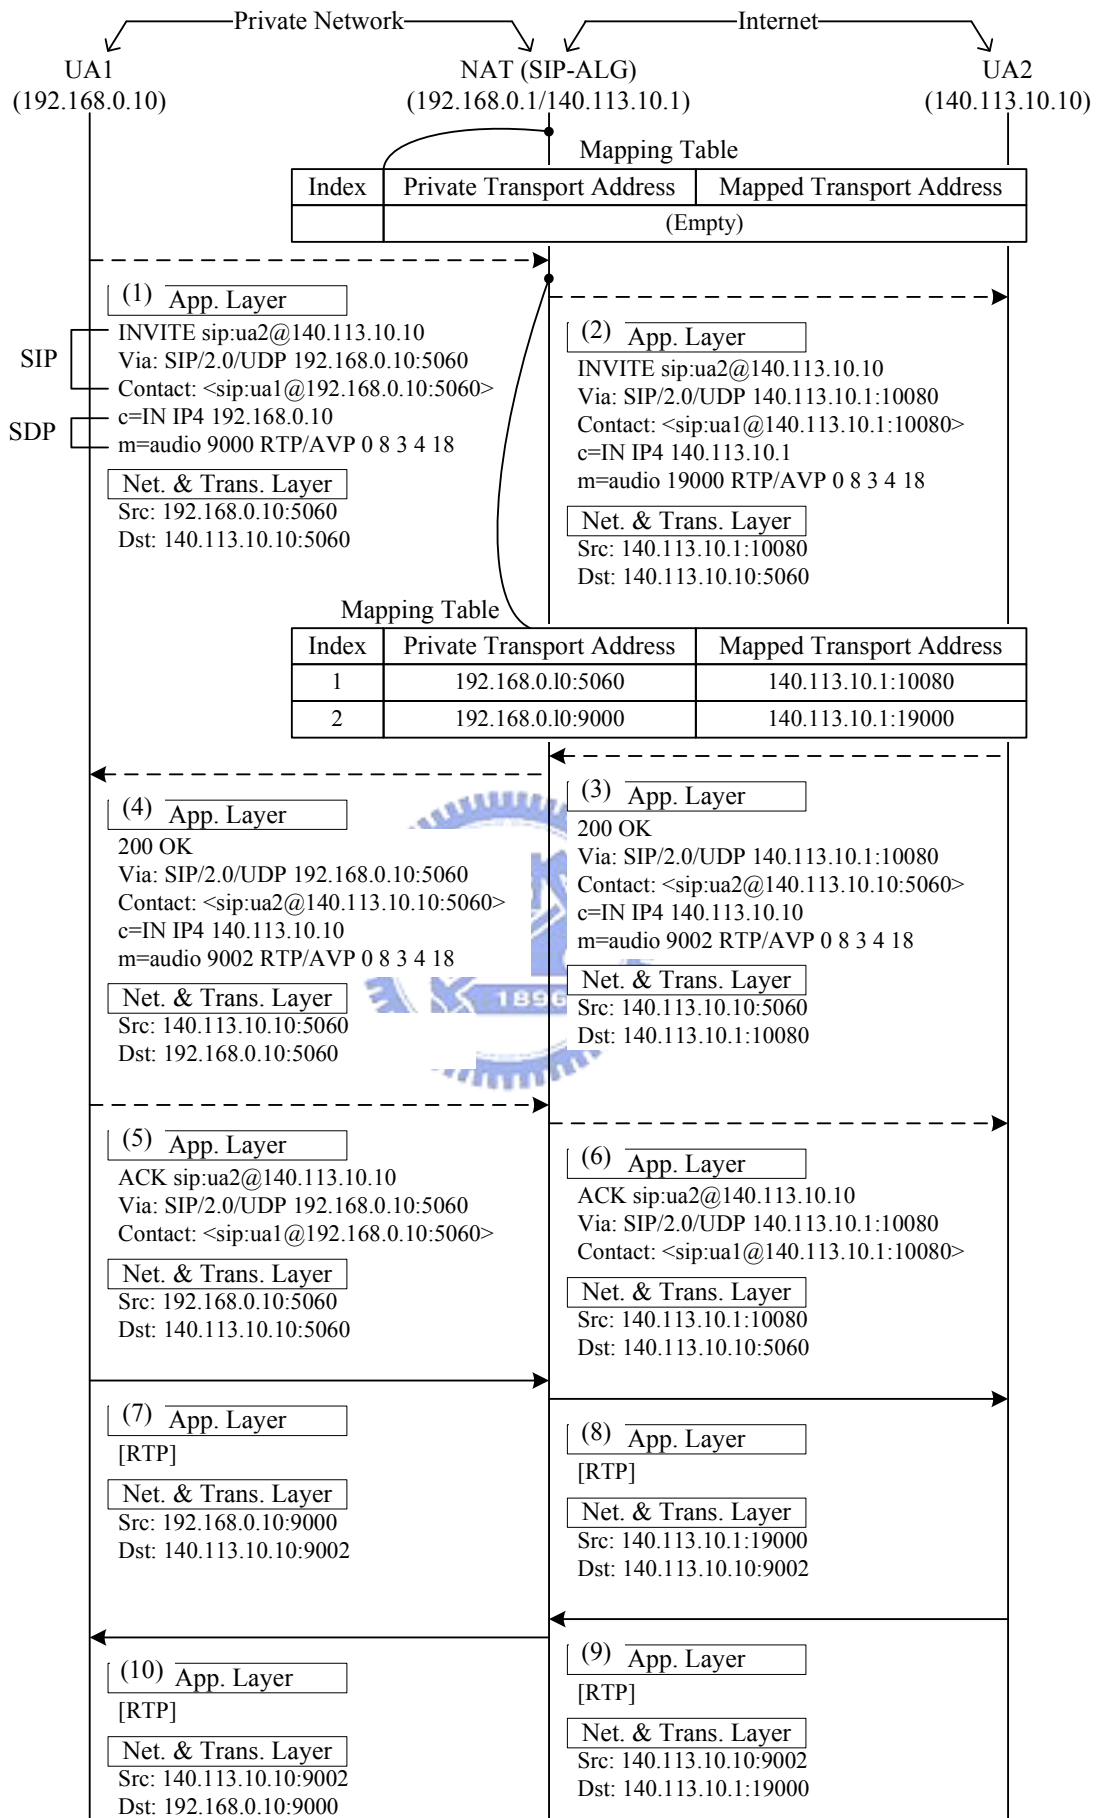 Private Network
Internet
UA1
(192.168.0.10)
NAT (SIP-ALG)
(192.168.0.1/140.113.10.1)
UA2
(140.113.10.10)
Mapping Table
Index Private Transport Address Mapped Transport Address
(Empty)
(1) App. Layer
SIP
INVITE sip:ua2@140.113.10.10
Via: SIP/2.0/UDP 192.168.0.10:5060
Contact: <sip:ua1@192.168.0.10:5060>
SDP
c=IN IP4 192.168.0.10
m=audio 9000 RTP/AVP 0 8 3 4 18
Net. & Trans. Layer
Src: 192.168.0.10:5060
Dst: 140.113.10.10:5060
(2) App. Layer
INVITE sip:ua2@140.113.10.10
Via: SIP/2.0/UDP 140.113.10.1:10080
Contact: <sip:ua1@140.113.10.1:10080>
c=IN IP4 140.113.10.1
m=audio 19000 RTP/AVP 0 8 3 4 18
Net. & Trans. Layer
Src: 140.113.10.1:10080
Dst: 140.113.10.10:5060
Mapping Table
Index Private Transport Address Mapped Transport Address
1 192.168.0.10:5060 140.113.10.1:10080
2 192.168.0.10:9000 140.113.10.1:19000
(3) App. Layer
200 OK
Via: SIP/2.0/UDP 140.113.10.1:10080
Contact: <sip:ua2@140.113.10.10:5060>
c=IN IP4 140.113.10.10
m=audio 9002 RTP/AVP 0 8 3 4 18
Net. & Trans. Layer
Src: 140.113.10.10:5060
Dst: 140.113.10.1:10080
(4) App. Layer
200 OK
Via: SIP/2.0/UDP 192.168.0.10:5060
Contact: <sip:ua2@140.113.10.10:5060>
c=IN IP4 140.113.10.10
m=audio 9002 RTP/AVP 0 8 3 4 18
Net. & Trans. Layer
Src: 140.113.10.10:5060
Dst: 192.168.0.10:5060
1896
(5) App. Layer
ACK sip:ua2@140.113.10.10
Via: SIP/2.0/UDP 192.168.0.10:5060
Contact: <sip:ua1@192.168.0.10:5060>
Net. & Trans. Layer
Src: 192.168.0.10:5060
Dst: 140.113.10.10:5060
(6) App. Layer
ACK sip:ua2@140.113.10.10
Via: SIP/2.0/UDP 140.113.10.1:10080
Contact: <sip:ua1@140.113.10.1:10080>
Net. & Trans. Layer
Src: 140.113.10.1:10080
Dst: 140.113.10.10:5060
(7) App. Layer
[RTP]
Net. & Trans. Layer
Src: 192.168.0.10:9000
Dst: 140.113.10.10:9002
(8) App. Layer
[RTP]
Net. & Trans. Layer
Src: 140.113.10.1:19000
Dst: 140.113.10.10:9002
(9) App. Layer
[RTP]
Net. & Trans. Layer
Src: 140.113.10.10:9002
Dst: 140.113.10.1:19000
(10) App. Layer
[RTP]
Net. & Trans. Layer
Src: 140.113.10.10:9002
Dst: 192.168.0.10:9000